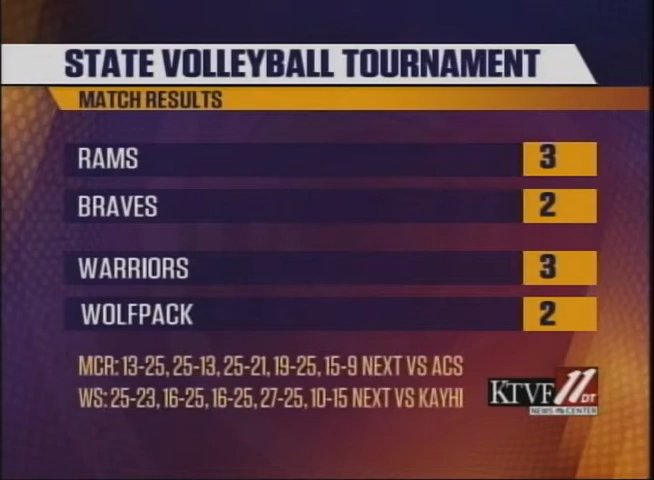 STATE VOLLEYBALL TOURNAMENT
MATCH RESULTS
RAMS 3
BRAVES 2
WARRIORS 3
WOLFPACK 2
MCR: 13-25, 25-13, 25-21, 19-25, 15-9 NEXT VS ACS
WS: 25-23, 16-25, 16-25, 27-25, 10-15 NEXT VS KAYHI
KTVF 11 DT
NEWS CENTER